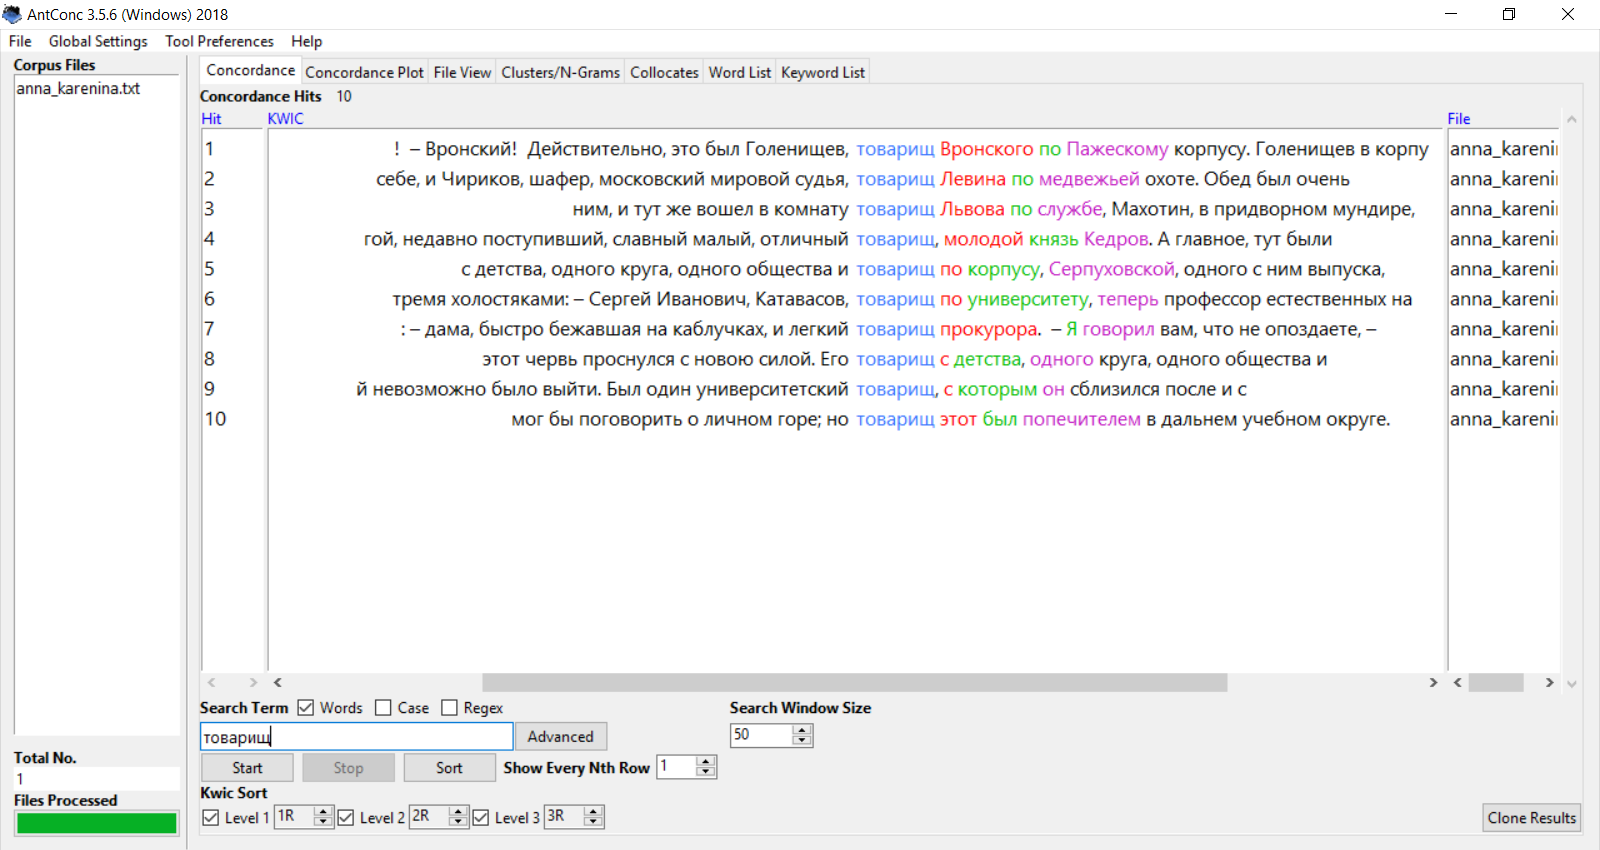 AntConc 3.5.6 (Windows) 2018
File Global Settings Tool Preferences Help
Corpus Files
anna_karenina.txt
Concordance Concordance Plot File View Clusters/N-Grams Collocates Word List Keyword List
Concordance Hits 10
Hit KWIC File
1 ! – Вронский! Действительно, это был Голенищев, товарищ Вронского по Пажескому корпусу. Голенищев в корпу anna_karenii
2 себе, и Чириков, шафер, московский мировой судья, товарищ Левина по медвежьей охоте. Обед был очень anna_karenii
3 ним, и тут же вошел в комнату товарищ Львова по службе, Махотин, в придворном мундире, anna_karenii
4 гой, недавно поступивший, славный малый, отличный товарищ, молодой князь Кедров. А главное, тут были anna_karenii
5 с детства, одного круга, одного общества и товарищ по корпусу, Серпуховской, одного с ним выпуска, anna_karenii
6 тремя холостяками: – Сергей Иванович, Катавасов, товарищ по университету, теперь профессор естественных на anna_karenii
7 : – дама, быстро бежавшая на каблучках, и легкий товарищ прокурора. – Я говорил вам, что не опоздаете, – anna_karenii
8 этот червь проснулся с новою силой. Его товарищ с детства, одного круга, одного общества и anna_karenii
9 й невозможно было выйти. Был один университетский товарищ, с которым он сблизился после и с anna_karenii
10 мог бы поговорить о личном горе; но товарищ этот был попечителем в дальнем учебном округе. anna_karenii
Search Term Words Case Regex Search Window Size
товарищ Advanced 50
Start Stop Sort Show Every Nth Row 1
Kwic Sort
Level 1 1R Level 2 2R Level 3 3R Clone Results
Total No.
1
Files Processed